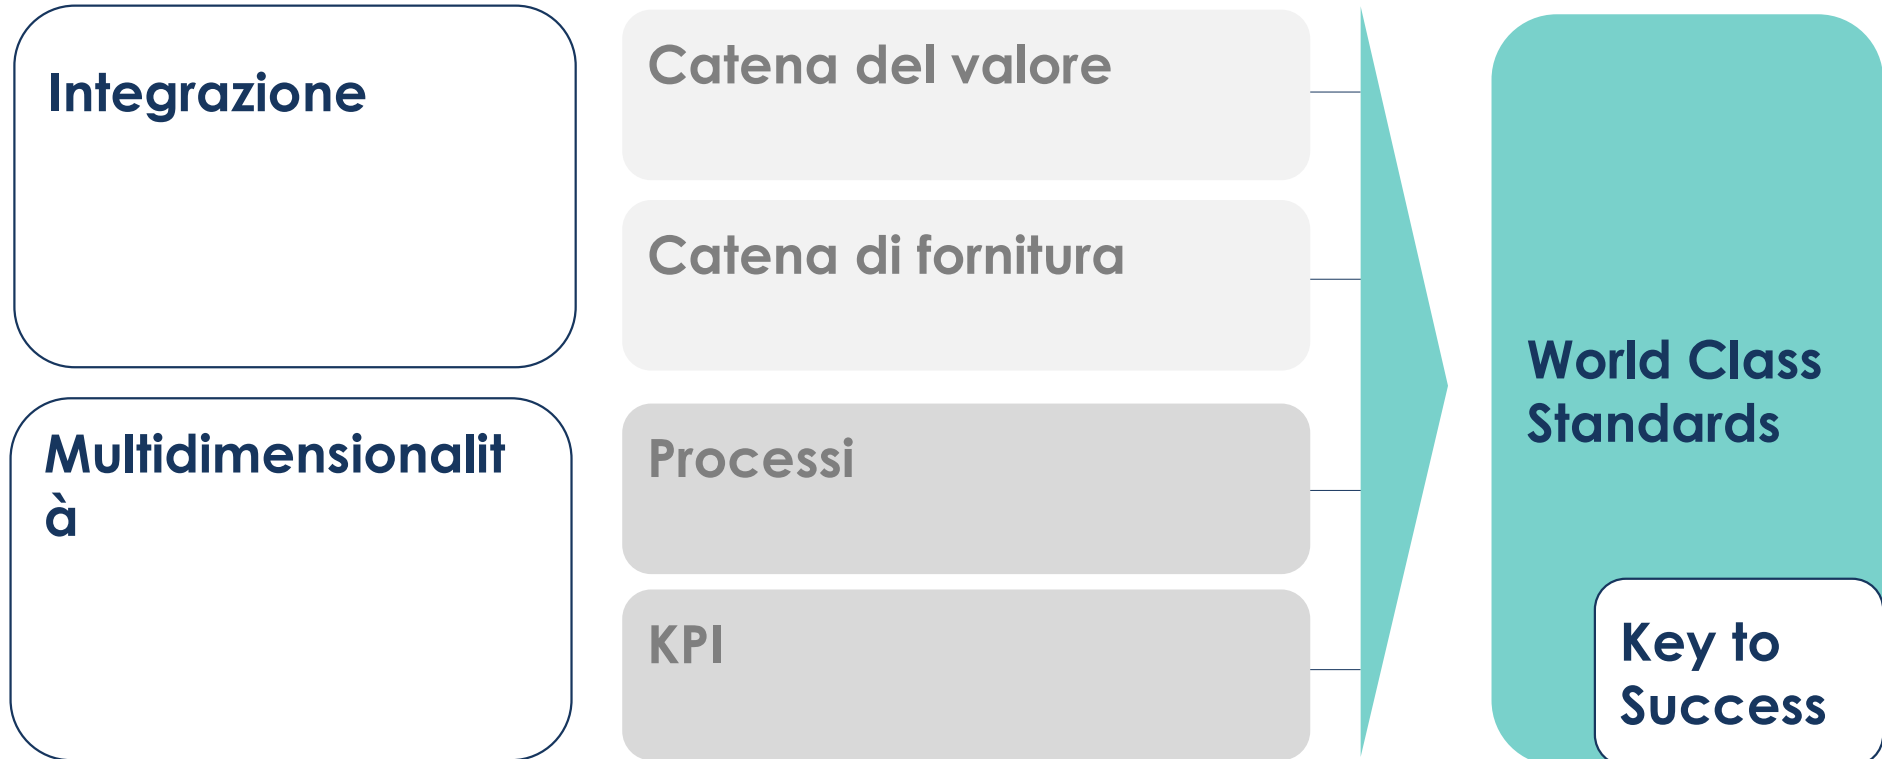 Integrazione
Catena del valore
Catena di fornitura
Multidimensionalit
à
Processi
KPI
World Class
Standards
Key to
Success